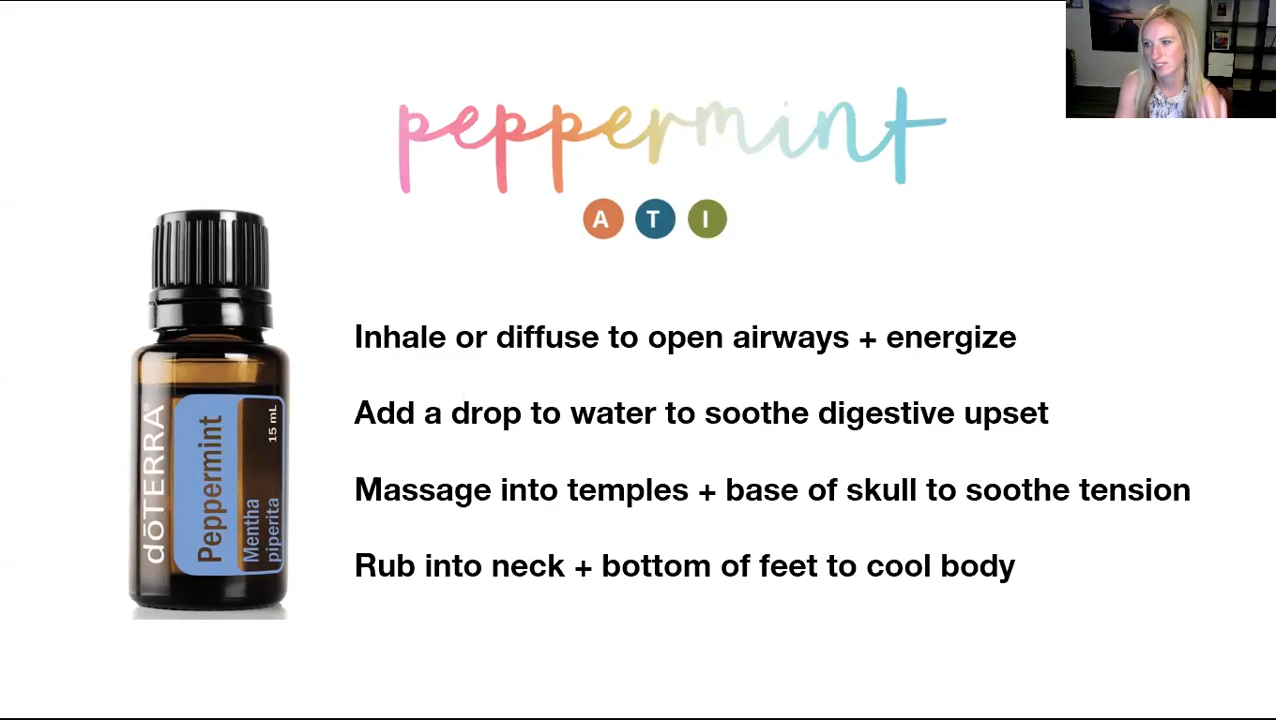 peppermint
A T I
Inhale or diffuse to open airways + energize
Add a drop to water to soothe digestive upset
Massage into temples + base of skull to soothe tension
Rub into neck + bottom of feet to cool body
dōTERRA®
Peppermint
Mentha
piperita
15 mL